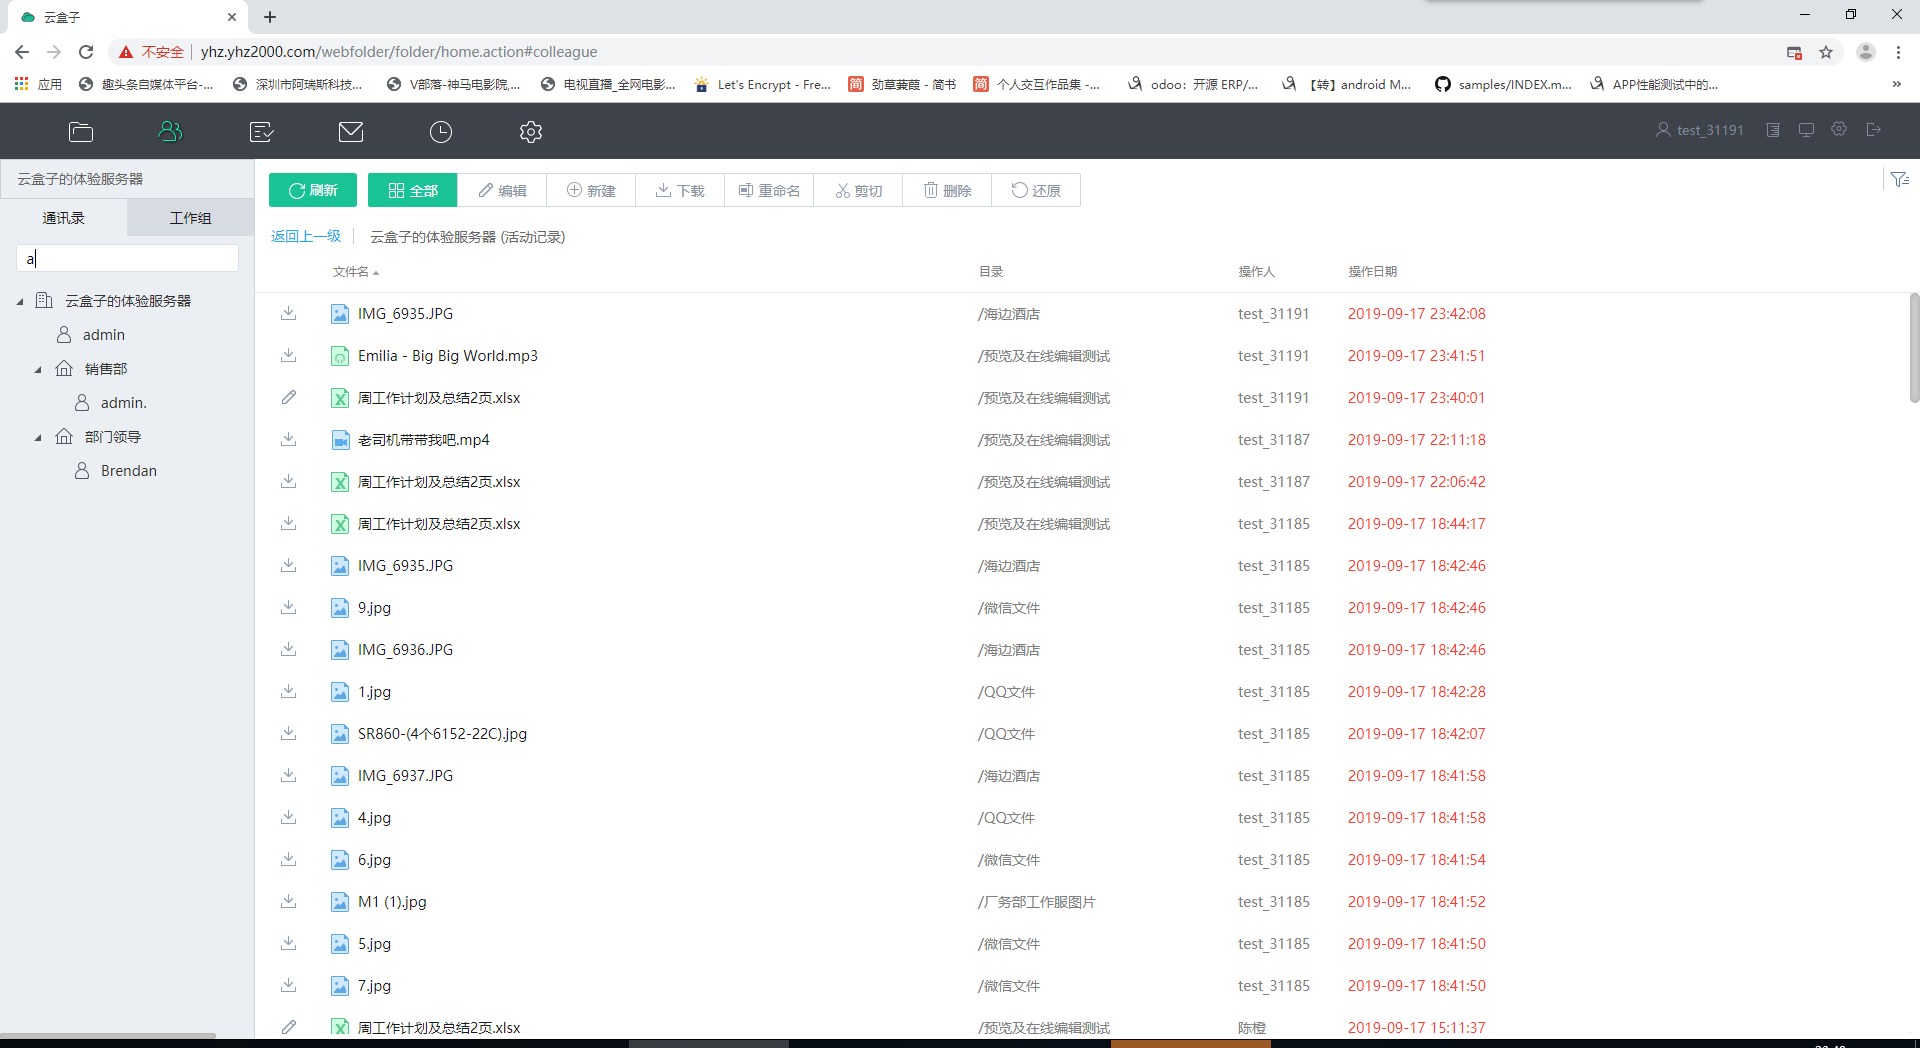 云盒子
不安全 yhz.yhz2000.com/webfolder/folder/home.action#colleague
应用 趣头条自媒体平台-... 深圳市阿瑞斯科技... V部落-神马电影院,... 电视直播_全网电影... Let's Encrypt - Fre... 简 劲草蒹葭 - 简书 简 个人交互作品集 -... odoo：开源 ERP/... 【转】android M... samples/INDEX.m... APP性能测试中的... »
test_31191
云盒子的体验服务器
通讯录 工作组
a
云盒子的体验服务器
admin
销售部
admin.
部门领导
Brendan
刷新 全部 编辑 新建 下载 重命名 剪切 删除 还原
返回上一级 云盒子的体验服务器 (活动记录)
文件名 目录 操作人 操作日期
IMG_6935.JPG /海边酒店 test_31191 2019-09-17 23:42:08
Emilia - Big Big World.mp3 /预览及在线编辑测试 test_31191 2019-09-17 23:41:51
周工作计划及总结2页.xlsx /预览及在线编辑测试 test_31191 2019-09-17 23:40:01
老司机带带我吧.mp4 /预览及在线编辑测试 test_31187 2019-09-17 22:11:18
周工作计划及总结2页.xlsx /预览及在线编辑测试 test_31187 2019-09-17 22:06:42
周工作计划及总结2页.xlsx /预览及在线编辑测试 test_31185 2019-09-17 18:44:17
IMG_6935.JPG /海边酒店 test_31185 2019-09-17 18:42:46
9.jpg /微信文件 test_31185 2019-09-17 18:42:46
IMG_6936.JPG /海边酒店 test_31185 2019-09-17 18:42:46
1.jpg /QQ文件 test_31185 2019-09-17 18:42:28
SR860-(4个6152-22C).jpg /QQ文件 test_31185 2019-09-17 18:42:07
IMG_6937.JPG /海边酒店 test_31185 2019-09-17 18:41:58
4.jpg /QQ文件 test_31185 2019-09-17 18:41:58
6.jpg /微信文件 test_31185 2019-09-17 18:41:54
M1 (1).jpg /厂务部工作服图片 test_31185 2019-09-17 18:41:52
5.jpg /微信文件 test_31185 2019-09-17 18:41:50
7.jpg /微信文件 test_31185 2019-09-17 18:41:50
周工作计划及总结2页.xlsx /预览及在线编辑测试 陈橙 2019-09-17 15:11:37